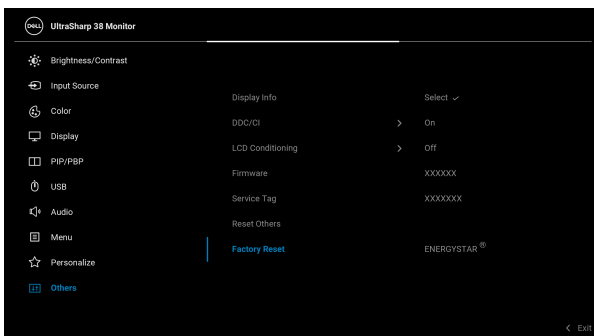 DELL UltraSharp 38 Monitor
Brightness/Contrast
Input Source
Color
Display
PIP/PBP
USB
Audio
Menu
Personalize
Others
Display Info Select
DDC/CI On
LCD Conditioning Off
Firmware XXXXXX
Service Tag XXXXXXX
Reset Others
Factory Reset ENERGYSTAR ®
Exit